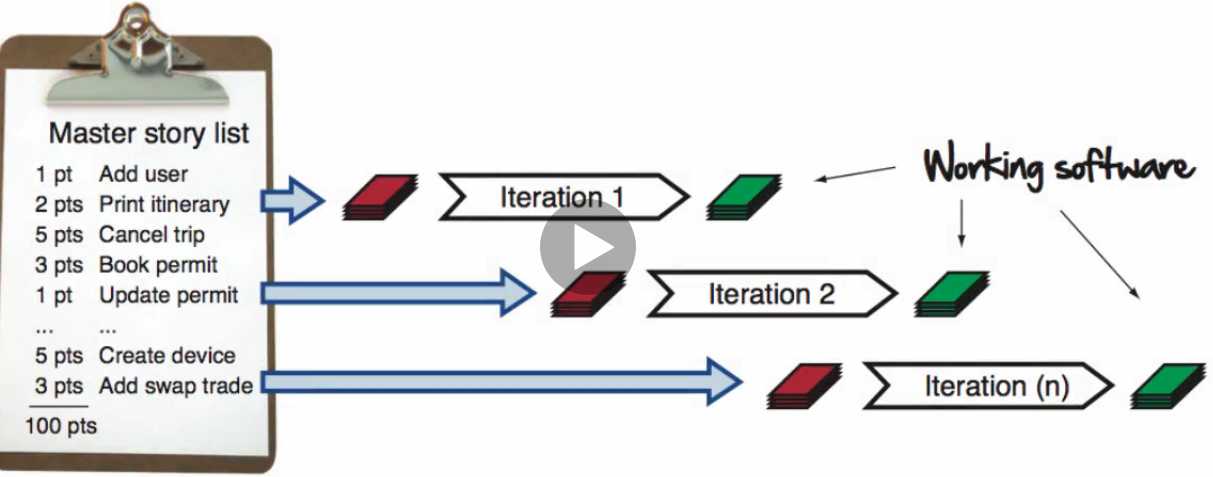 Master story list
1 pt Add user
2 pts Print itinerary
5 pts Cancel trip
3 pts Book permit
1 pt Update permit
... ...
5 pts Create device
3 pts Add swap trade
100 pts
Iteration 1
Iteration 2
Iteration (n)
Working software